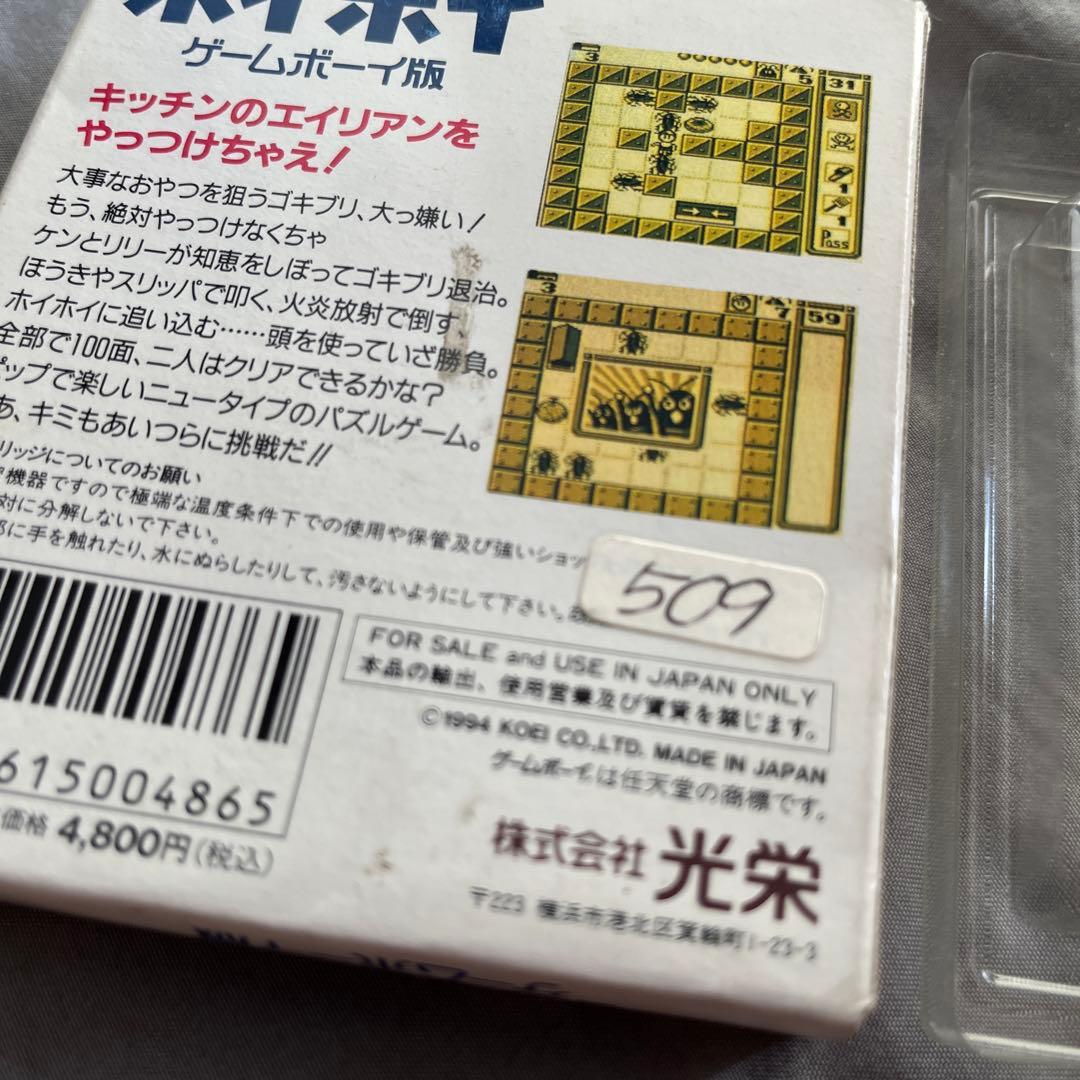 ホイホイ
ゲームボーイ版
キッチンのエイリアンを
やっつけちゃえ!
大事なおやつを狙うゴキブリ、大っ嫌い!
もう、絶対やっつけなくちゃ
ケンとリリーが知恵をしぼってゴキブリ退治。
ほうきやスリッパで叩く、火炎放射で倒す、
ホイホイに追い込む……頭を使っていざ勝負。
全部で100面、二人はクリアできるかな?
ポップで楽しいニュータイプのパズルゲーム。
あ、キミもあいつらに挑戦だ!!
リッジについてのお願い
機器ですので極端な温度条件下での使用や保管及び強いショッ
対に分解しないで下さい。
に手を触れたり、水にぬらしたりして、汚さないようにして下さい。
3
5
31
1
1
P
3
7
59
509
FOR SALE and USE IN JAPAN ONLY
本品の輸出、使用営業及び賃貸を禁じます。
©1994 KOEI CO.,LTD. MADE IN JAPAN
ゲームボーイは任天堂の商標です。
615004865
価格 4,800円(税込)
株式会社 光栄
〒223 横浜市港北区箕輪町1-23-3